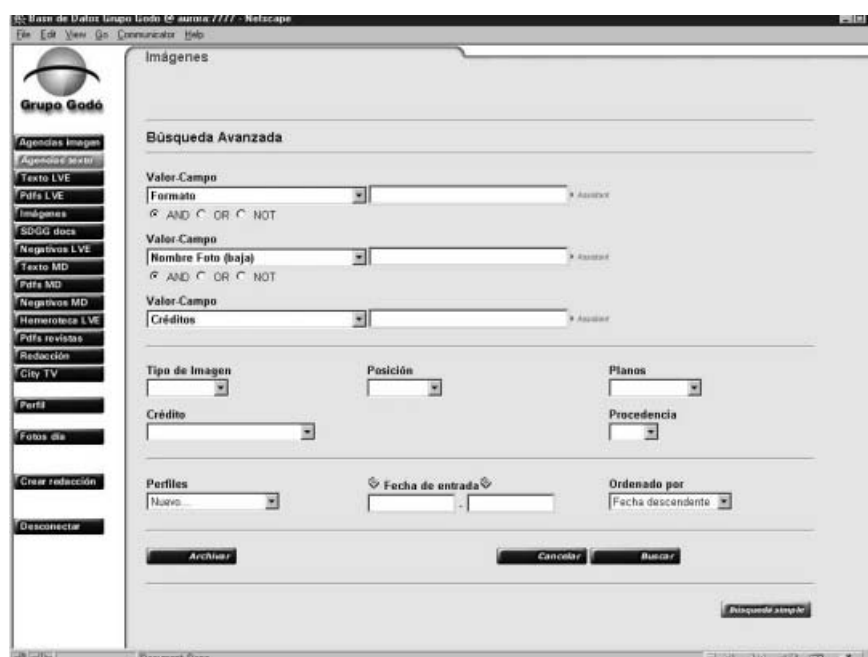 Base de Datos Grupo Godó @ aurora:7777 - Netscape
File Edit View Go Communicator Help
Grupo Godó
Agencias imagen
Agencias texto
Texto LVE
Pdfs LVE
Imágenes
SDGG docs
Negativos LVE
Texto MD
Pdfs MD
Negativos MD
Hemeroteca LVE
Pdfs revistas
Redacción
City TV
Perfil
Fotos día
Crear redacción
Desconectar
Imágenes
Búsqueda Avanzada
Valor-Campo
Formato
Assistant
AND OR NOT
Valor-Campo
Nombre Foto (baja)
Assistant
AND OR NOT
Valor-Campo
Créditos
Assistant
Tipo de Imagen Posición Planos
Crédito Procedencia
Perfiles Fecha de entrada Ordenado por
Nuevo... - Fecha descendente
Archivar Cancelar Buscar
Búsqueda simple